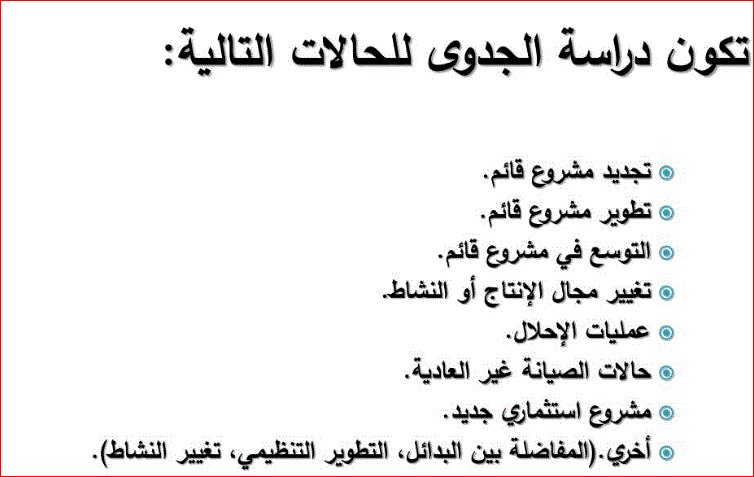 تكون دراسة الجدوى للحالات التالية:
تجديد مشروع قائم.
تطوير مشروع قائم.
التوسع في مشروع قائم.
تغيير مجال الإنتاج أو النشاط.
عمليات الإحلال.
حالات الصيانة غير العادية.
مشروع استثماري جديد.
أخري.(المفاضلة بين البدائل، التطوير التنظيمي، تغيير النشاط).